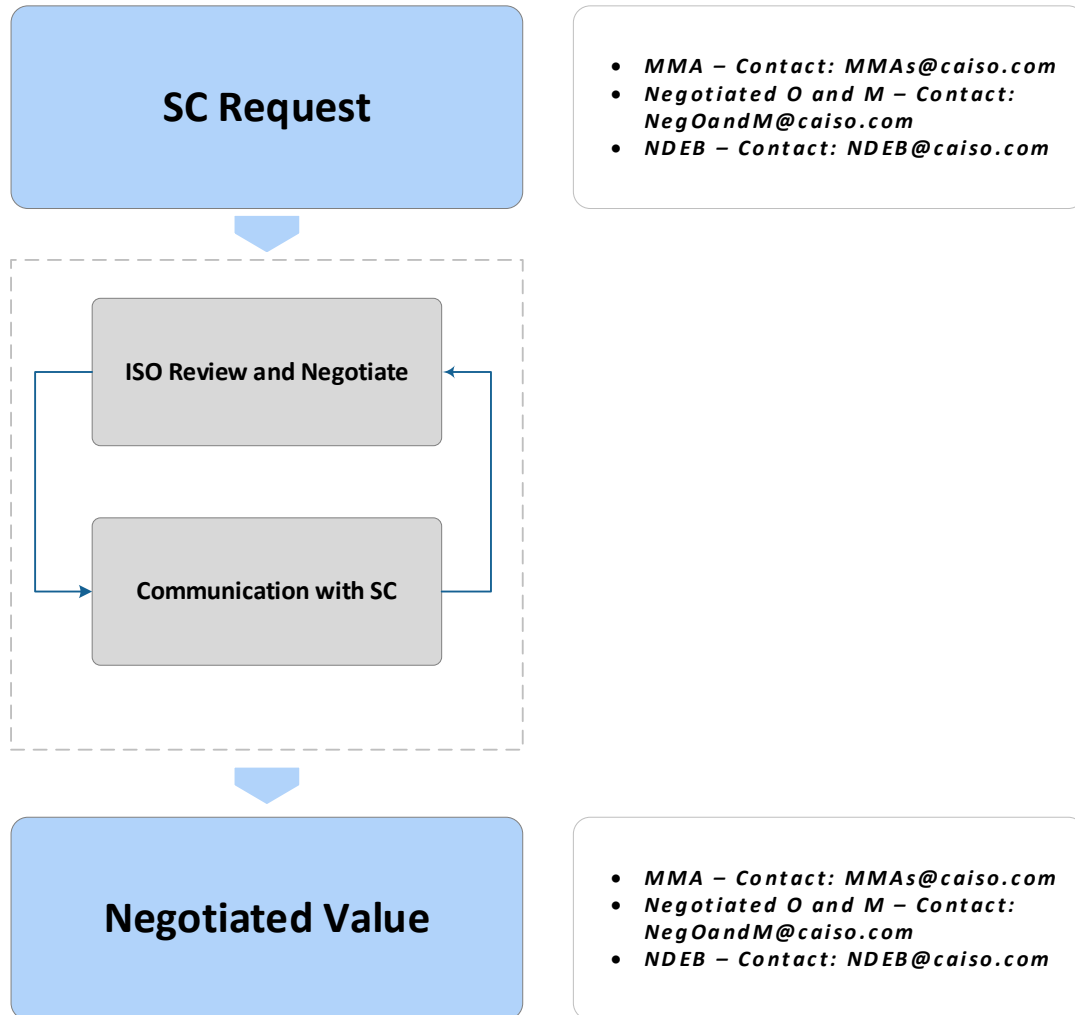 SC Request
• MMA – Contact: MMAs@caiso.com
• Negotiated O and M – Contact:
NegOandM@caiso.com
• NDEB – Contact: NDEB@caiso.com
ISO Review and Negotiate
Communication with SC
Negotiated Value
• MMA – Contact: MMAs@caiso.com
• Negotiated O and M – Contact:
NegOandM@caiso.com
• NDEB – Contact: NDEB@caiso.com